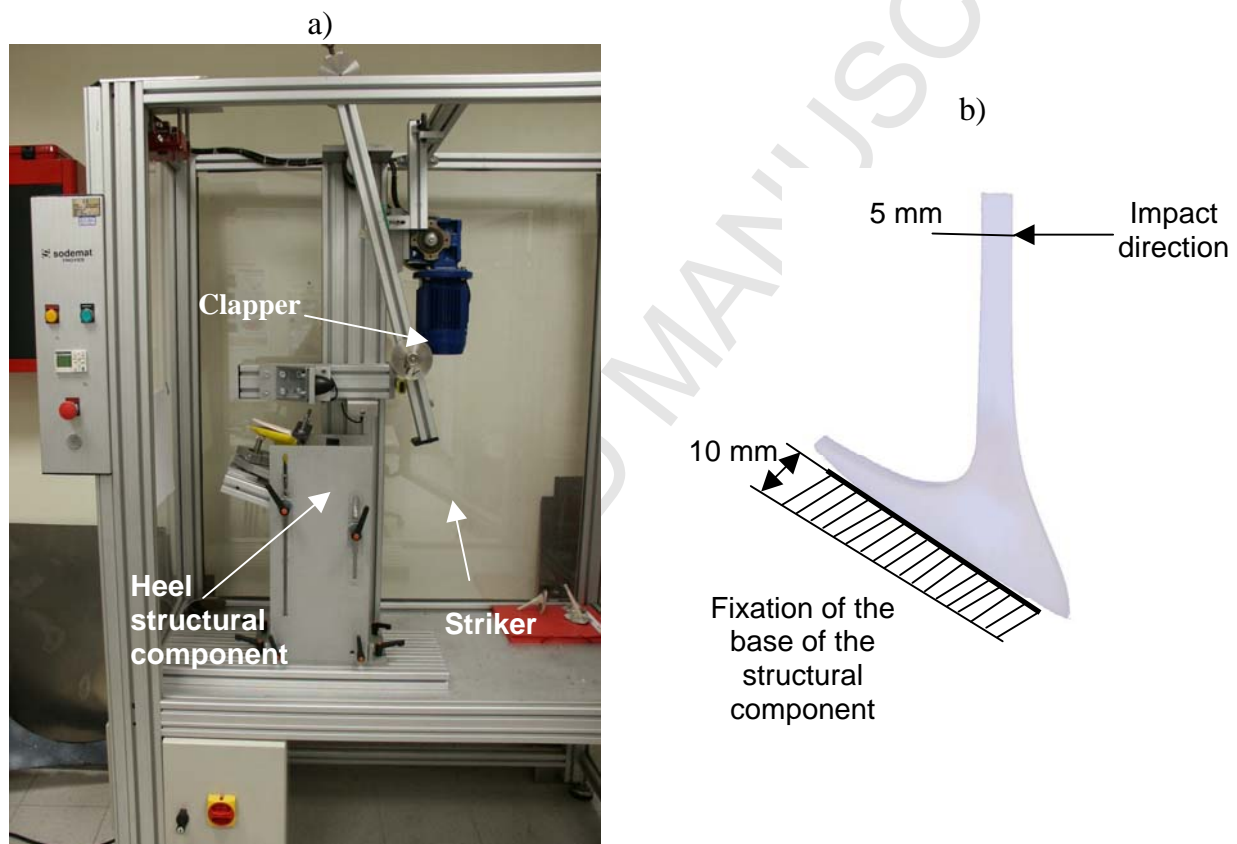 a)
sodemat
Clapper
Heel
structural
component
Striker
D MANUSC
b)
5 mm
Impact
direction
10 mm
Fixation of the
base of the
structural
component